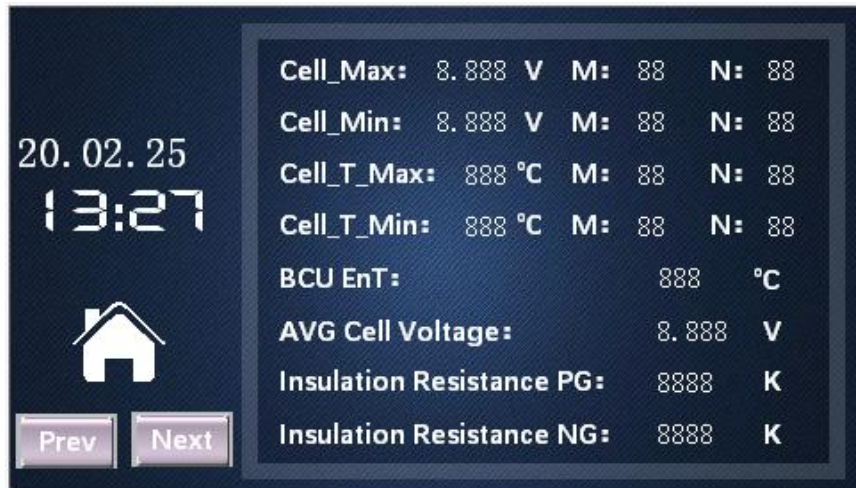 20.02.25
13:27
Prev Next
Cell_Max: 8.888 V M: 88 N: 88
Cell_Min: 8.888 V M: 88 N: 88
Cell_T_Max: 888 °C M: 88 N: 88
Cell_T_Min: 888 °C M: 88 N: 88
BCU EnT: 888 °C
AVG Cell Voltage: 8.888 V
Insulation Resistance PG: 8888 K
Insulation Resistance NG: 8888 K